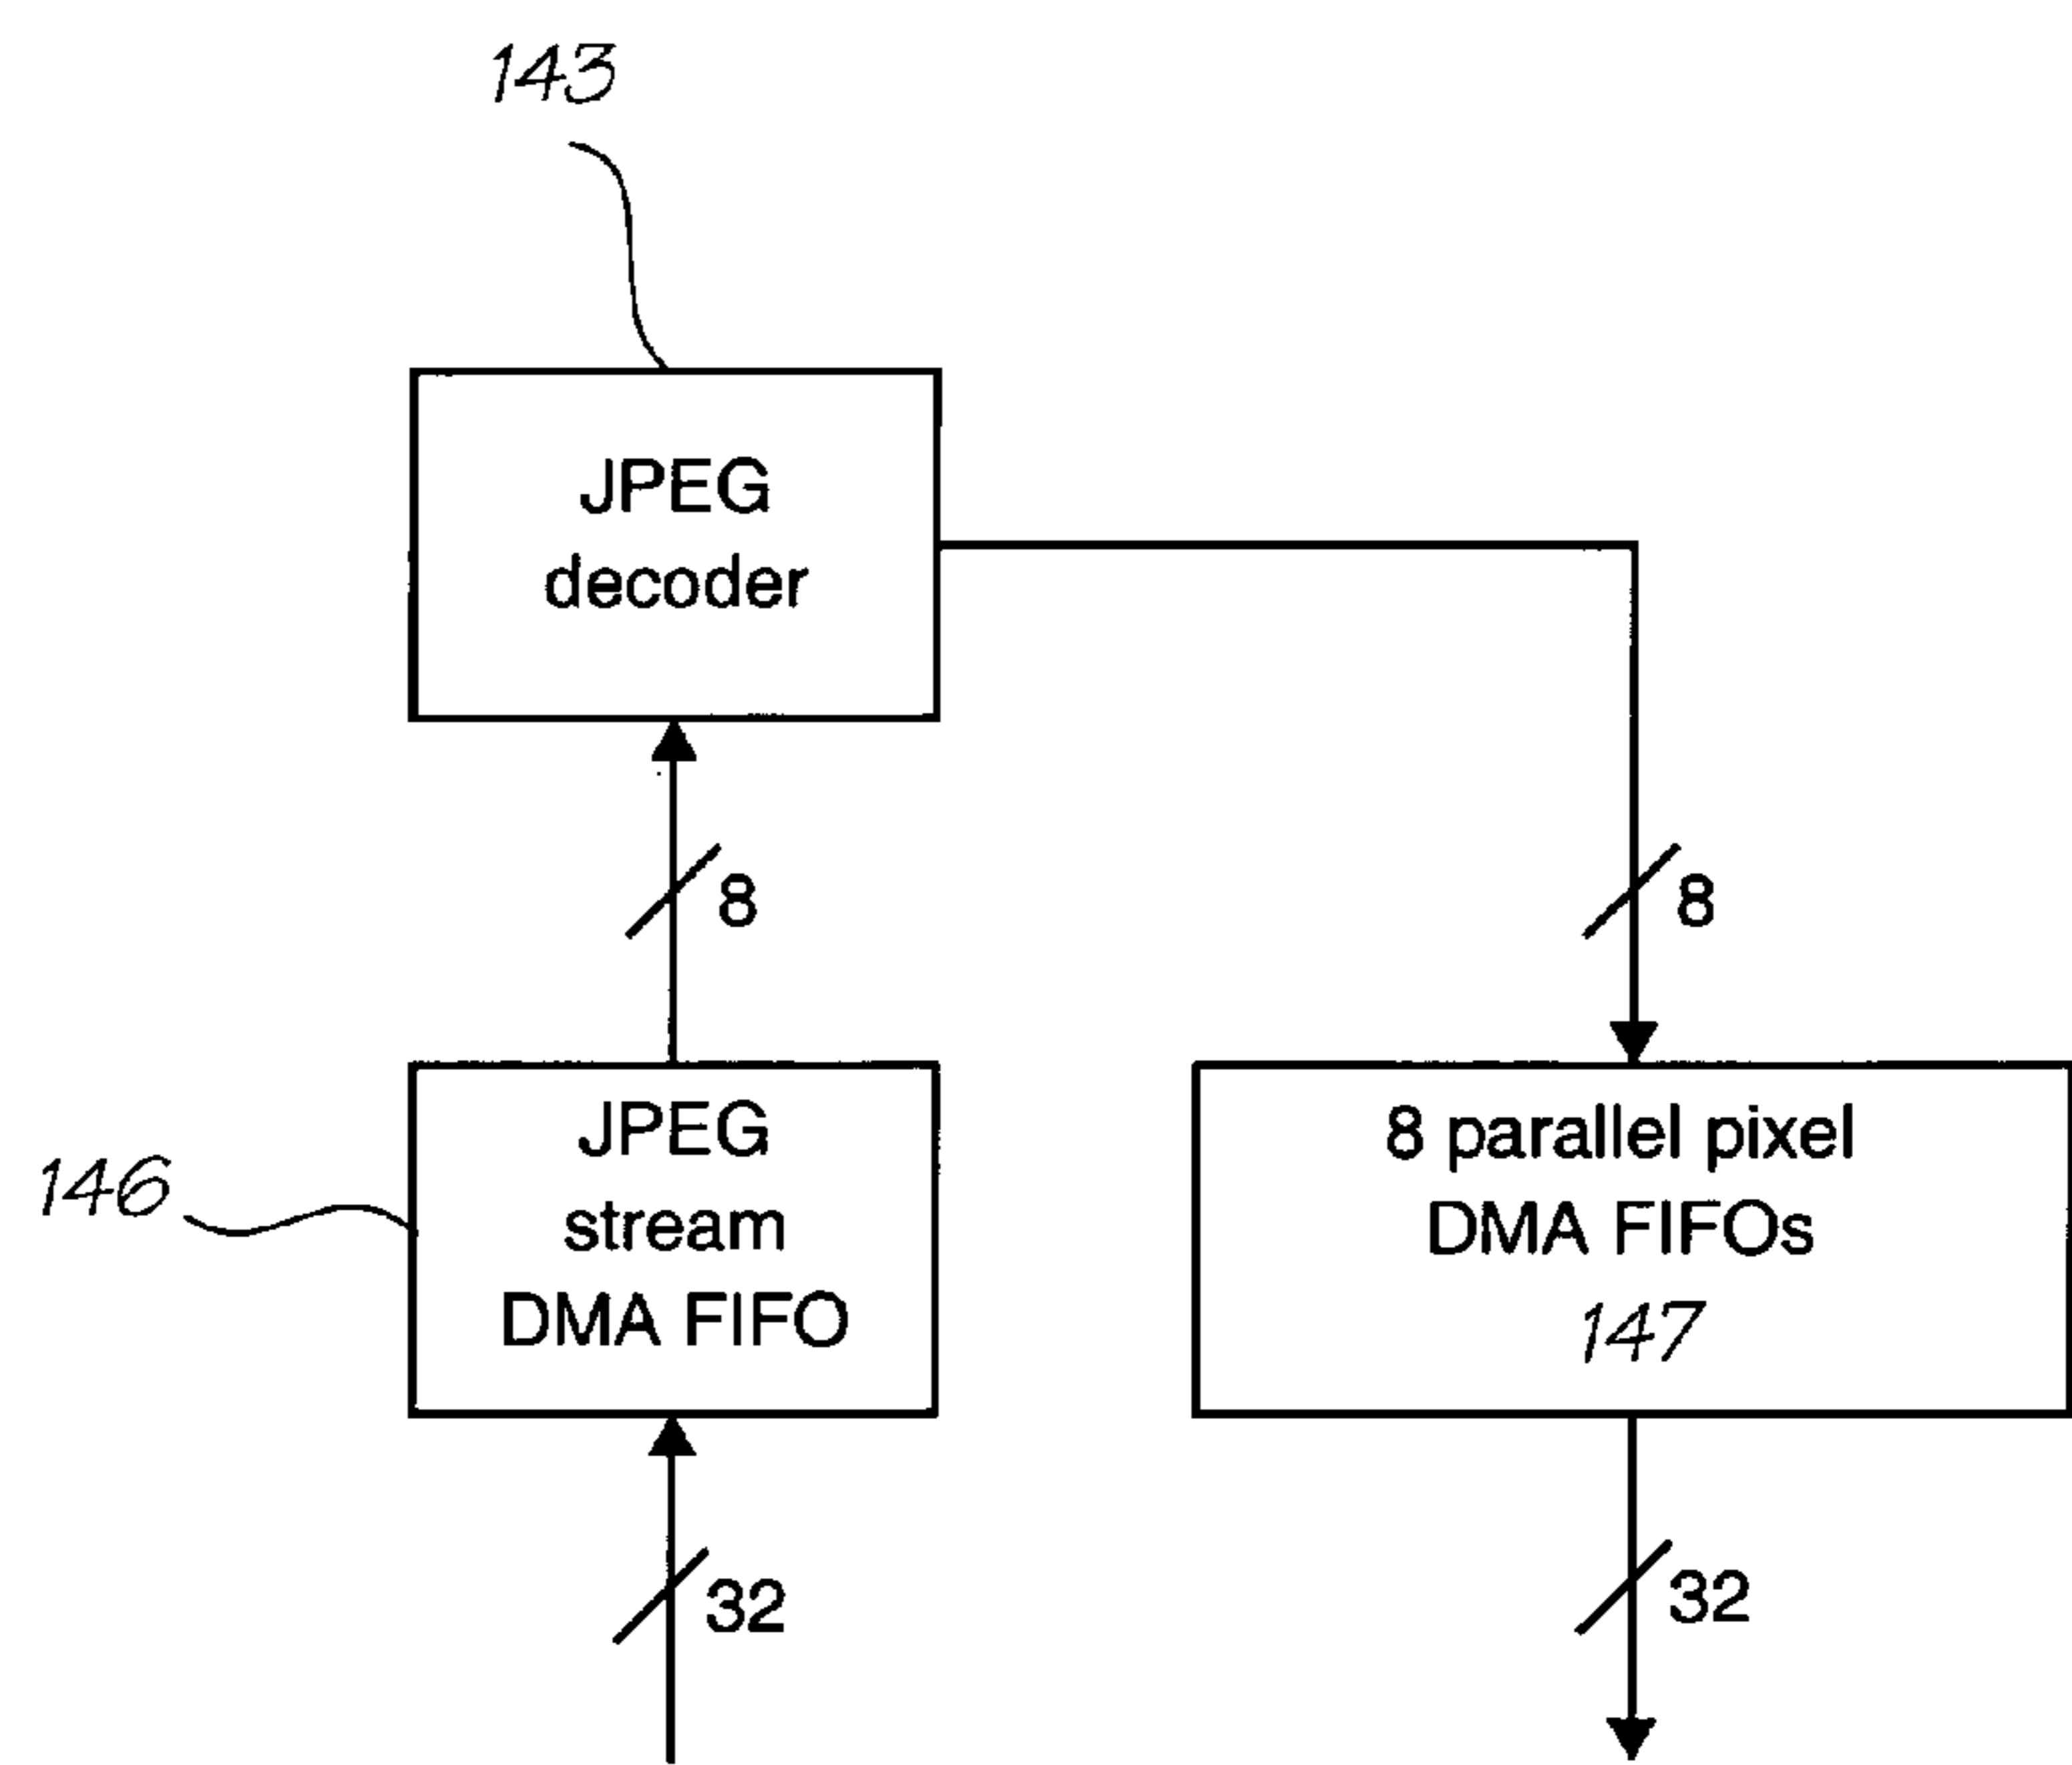 143
JPEG
decoder
8
8
146
JPEG
stream
DMA FIFO
8 parallel pixel
DMA FIFOs
147
32
32